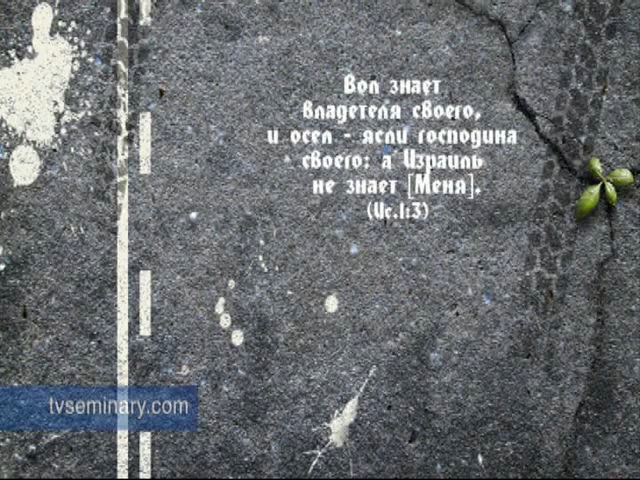 Вол знает
владетеля своего,
и осел - ясли господина
своего: а Израиль
не знает [Меня].
(Ис.1:3)
tvseminary.com